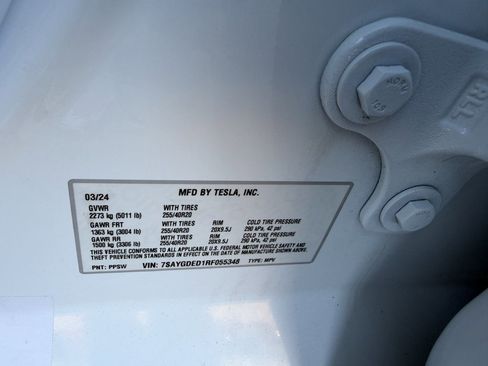 03/24 MFD BY TESLA, INC.
GVWR WITH TIRES
2273 kg (5011 lb) 255/40R20
GAWR FRT WITH TIRES RIM COLD TIRE PRESSURE
1363 kg (3004 lb) 255/40R20 20X9.5J 290 kPa, 42 psi
GAWR RR WITH TIRES RIM COLD TIRE PRESSURE
1500 kg (3306 lb) 255/40R20 20X9.5J 290 kPa, 42 psi
THIS VEHICLE CONFORMS TO ALL APPLICABLE U.S. FEDERAL MOTOR VEHICLE SAFETY AND
THEFT PREVENTION STANDARDS IN EFFECT ON THE DATE OF MANUFACTURE SHOWN ABOVE.
PNT: PPSW VIN: 7SAYGDED1RF055348 TYPE: MPV
RLL